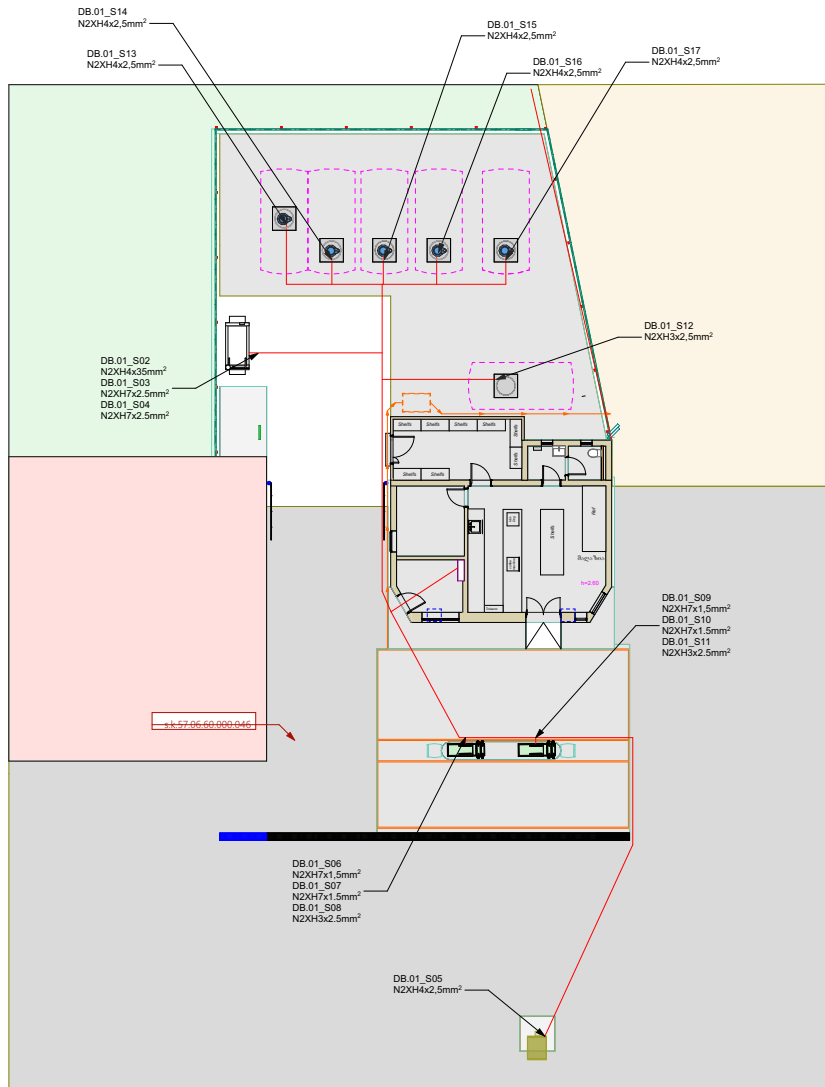 DB.01_S14
N2XH4x2,5mm²
DB.01_S15
N2XH4x2,5mm²
DB.01_S13
N2XH4x2,5mm²
DB.01_S16
N2XH4x2,5mm²
DB.01_S17
N2XH4x2,5mm²
DB.01_S12
N2XH3x2,5mm²
DB.01_S02
N2XH4x35mm²
DB.01_S03
N2XH7x2.5mm²
DB.01_S04
N2XH7x2.5mm²
Shelfs
Shelfs
Shelfs
Shelfs
Shelfs
Shelfs
Shelfs
Shelfs
Ref
Shelfs
მაღაზია
h=2.60
DB.01_S09
N2XH7x1,5mm²
DB.01_S10
N2XH7x1.5mm²
DB.01_S11
N2XH3x2.5mm²
s.k.57.06.60.000.046
DB.01_S06
N2XH7x1,5mm²
DB.01_S07
N2XH7x1.5mm²
DB.01_S08
N2XH3x2.5mm²
DB.01_S05
N2XH4x2,5mm²